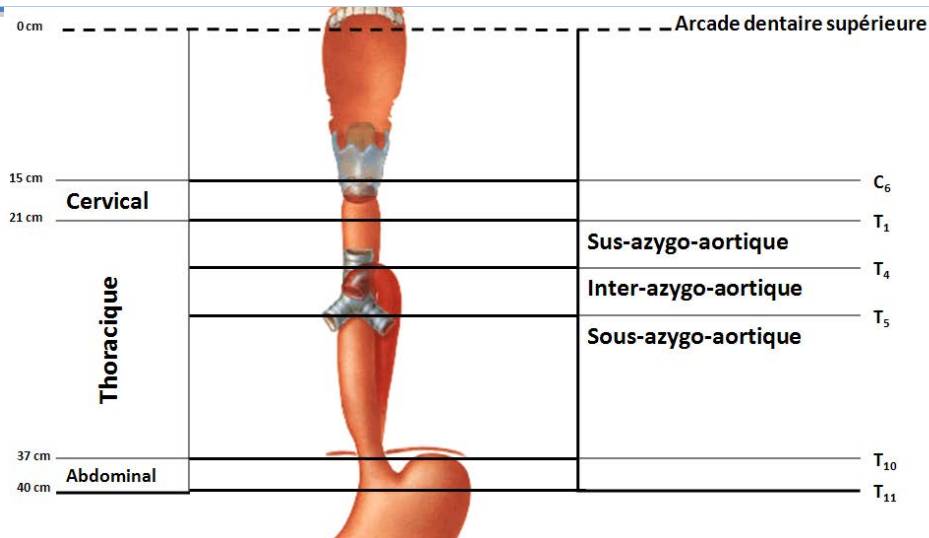 0 cm
Arcade dentaire supérieure
15 cm
C6
Cervical
21 cm
T1
Sus-azygo-aortique
T4
Inter-azygo-aortique
T5
Sous-azygo-aortique
Thoracique
37 cm
T10
Abdominal
40 cm
T11